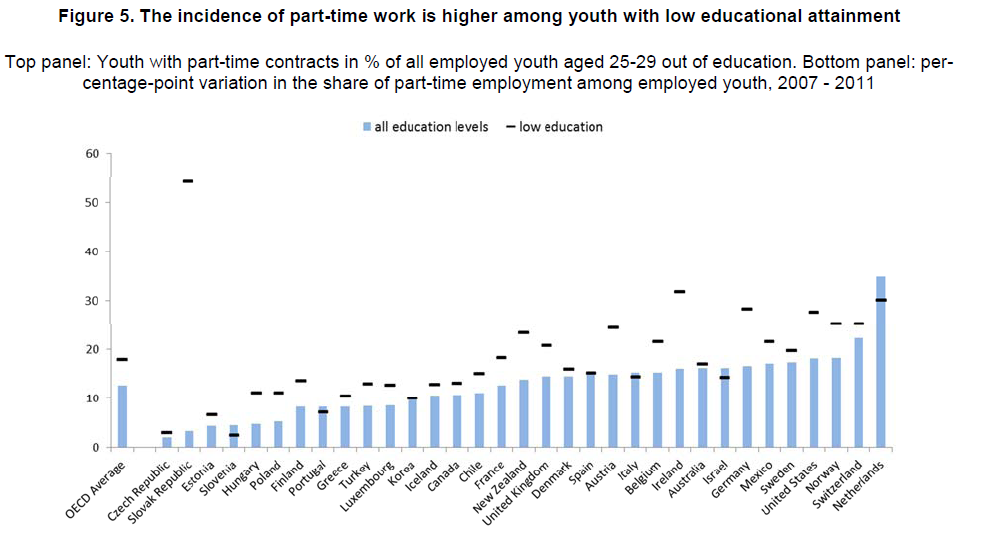 Figure 5. The incidence of part-time work is higher among youth with low educational attainment
Top panel: Youth with part-time contracts in % of all employed youth aged 25-29 out of education. Bottom panel: per-
centage-point variation in the share of part-time employment among employed youth, 2007 - 2011
all education levels
low education
60
50
40
30
20
10
0
OECD Average
Czech Republic
Slovak Republic
Estonia
Slovenia
Hungary
Poland
Finland
Portugal
Greece
Turkey
Luxembourg
Korea
Iceland
Canada
Chile
France
New Zealand
United Kingdom
Denmark
Spain
Austria
Italy
Belgium
Ireland
Australia
Israel
Germany
Mexico
Sweden
United States
Norway
Switzerland
Netherlands